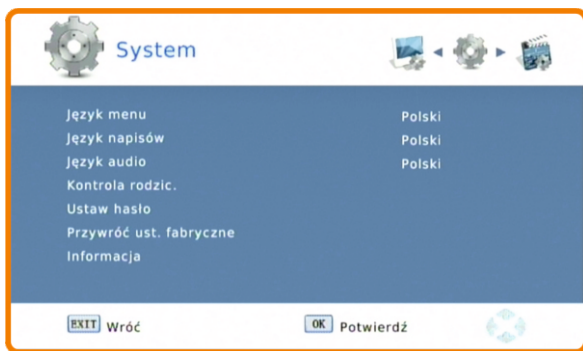 System
Język menu Polski
Język napisów Polski
Język audio Polski
Kontrola rodzic.
Ustaw hasło
Przywróć ust. fabryczne
Informacja
EXIT Wróć OK Potwierdź